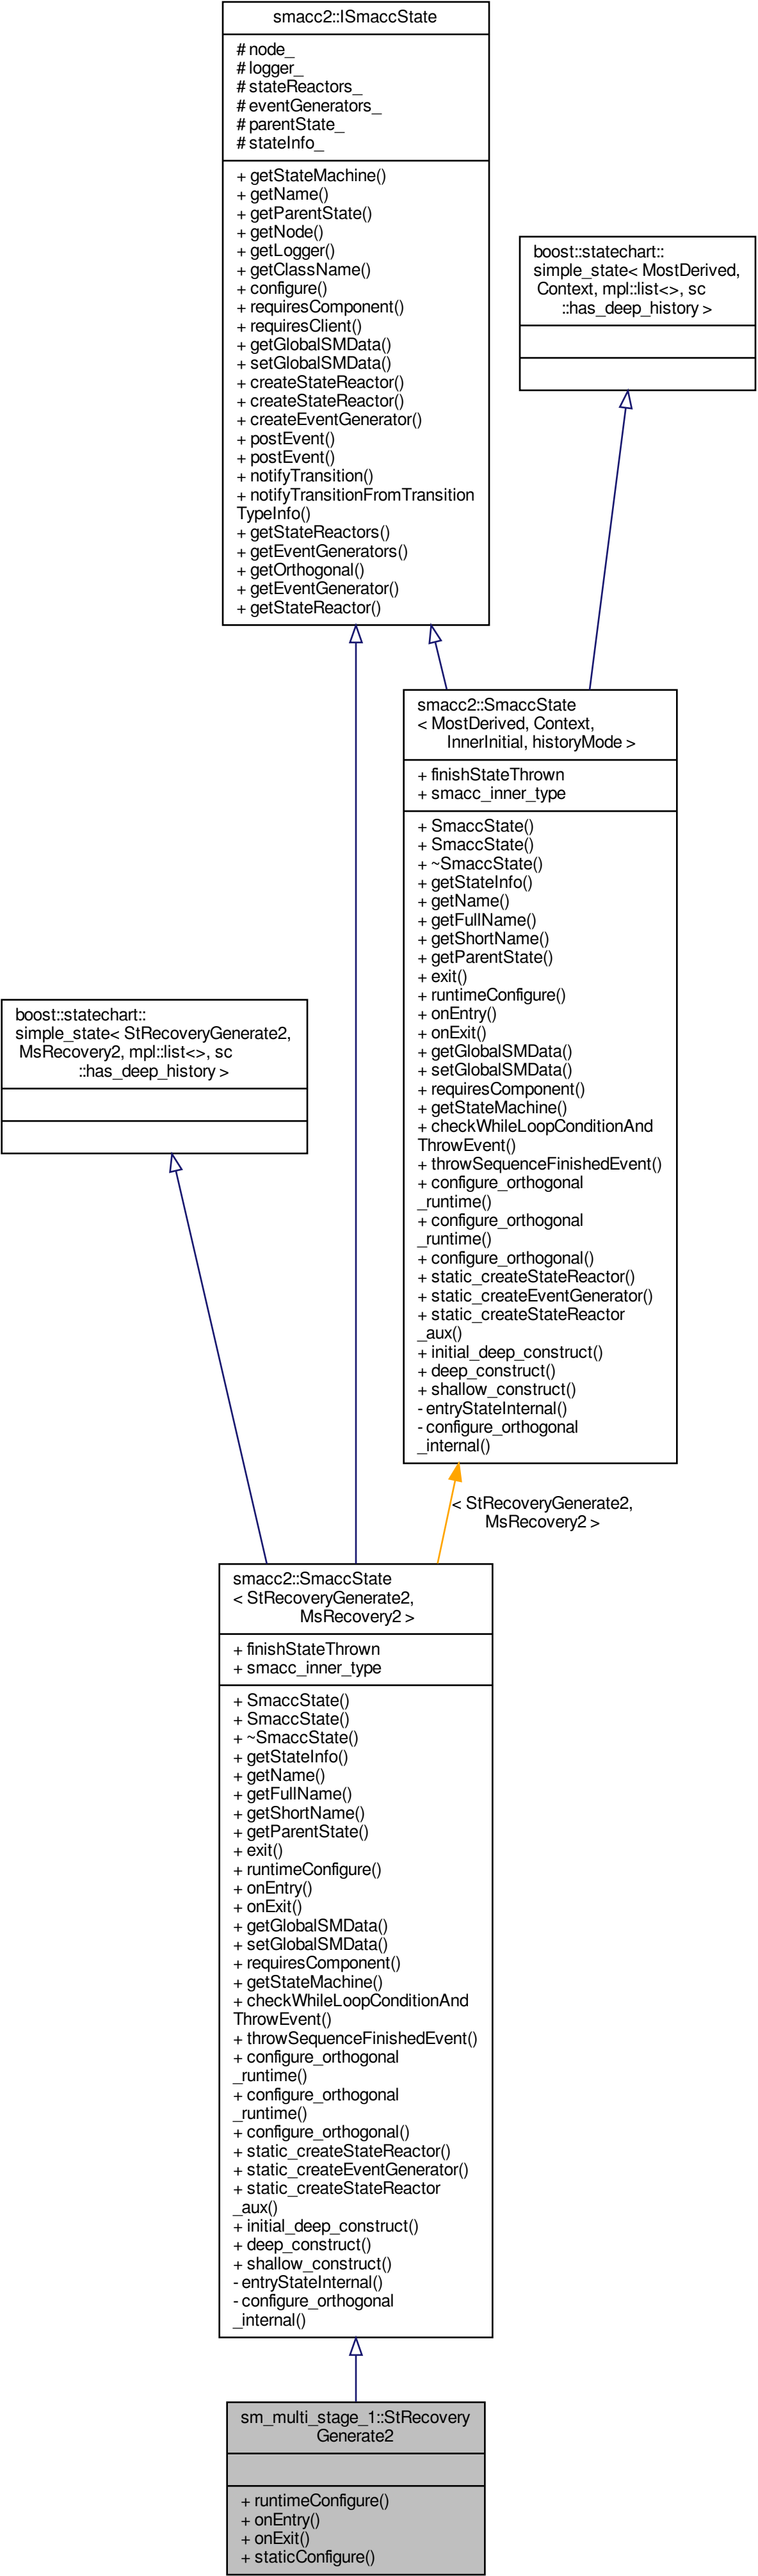 smacc2::ISmaccState
# node_
# logger_
# stateReactors_
# eventGenerators_
# parentState_
# stateInfo_
+ getStateMachine()
+ getName()
+ getParentState()
+ getNode()
+ getLogger()
+ getClassName()
+ configure()
+ requiresComponent()
+ requiresClient()
+ getGlobalSMData()
+ setGlobalSMData()
+ createStateReactor()
+ createStateReactor()
+ createEventGenerator()
+ postEvent()
+ postEvent()
+ notifyTransition()
+ notifyTransitionFromTransition
TypeInfo()
+ getStateReactors()
+ getEventGenerators()
+ getOrthogonal()
+ getEventGenerator()
+ getStateReactor()
boost::statechart::
simple_state< MostDerived,
Context, mpl::list<>, sc
::has_deep_history >
smacc2::SmaccState
< MostDerived, Context,
InnerInitial, historyMode >
+ finishStateThrown
+ smacc_inner_type
+ SmaccState()
+ SmaccState()
+ ~SmaccState()
+ getStateInfo()
+ getName()
+ getFullName()
+ getShortName()
+ getParentState()
+ exit()
+ runtimeConfigure()
+ onEntry()
+ onExit()
+ getGlobalSMData()
+ setGlobalSMData()
+ requiresComponent()
+ getStateMachine()
+ checkWhileLoopConditionAnd
ThrowEvent()
+ throwSequenceFinishedEvent()
+ configure_orthogonal
_runtime()
+ configure_orthogonal
_runtime()
+ configure_orthogonal()
+ static_createStateReactor()
+ static_createEventGenerator()
+ static_createStateReactor
_aux()
+ initial_deep_construct()
+ deep_construct()
+ shallow_construct()
- entryStateInternal()
- configure_orthogonal
_internal()
boost::statechart::
simple_state< StRecoveryGenerate2,
MsRecovery2, mpl::list<>, sc
::has_deep_history >
< StRecoveryGenerate2,
MsRecovery2 >
smacc2::SmaccState
< StRecoveryGenerate2,
MsRecovery2 >
+ finishStateThrown
+ smacc_inner_type
+ SmaccState()
+ SmaccState()
+ ~SmaccState()
+ getStateInfo()
+ getName()
+ getFullName()
+ getShortName()
+ getParentState()
+ exit()
+ runtimeConfigure()
+ onEntry()
+ onExit()
+ getGlobalSMData()
+ setGlobalSMData()
+ requiresComponent()
+ getStateMachine()
+ checkWhileLoopConditionAnd
ThrowEvent()
+ throwSequenceFinishedEvent()
+ configure_orthogonal
_runtime()
+ configure_orthogonal
_runtime()
+ configure_orthogonal()
+ static_createStateReactor()
+ static_createEventGenerator()
+ static_createStateReactor
_aux()
+ initial_deep_construct()
+ deep_construct()
+ shallow_construct()
- entryStateInternal()
- configure_orthogonal
_internal()
sm_multi_stage_1::StRecovery
Generate2
+ runtimeConfigure()
+ onEntry()
+ onExit()
+ staticConfigure()